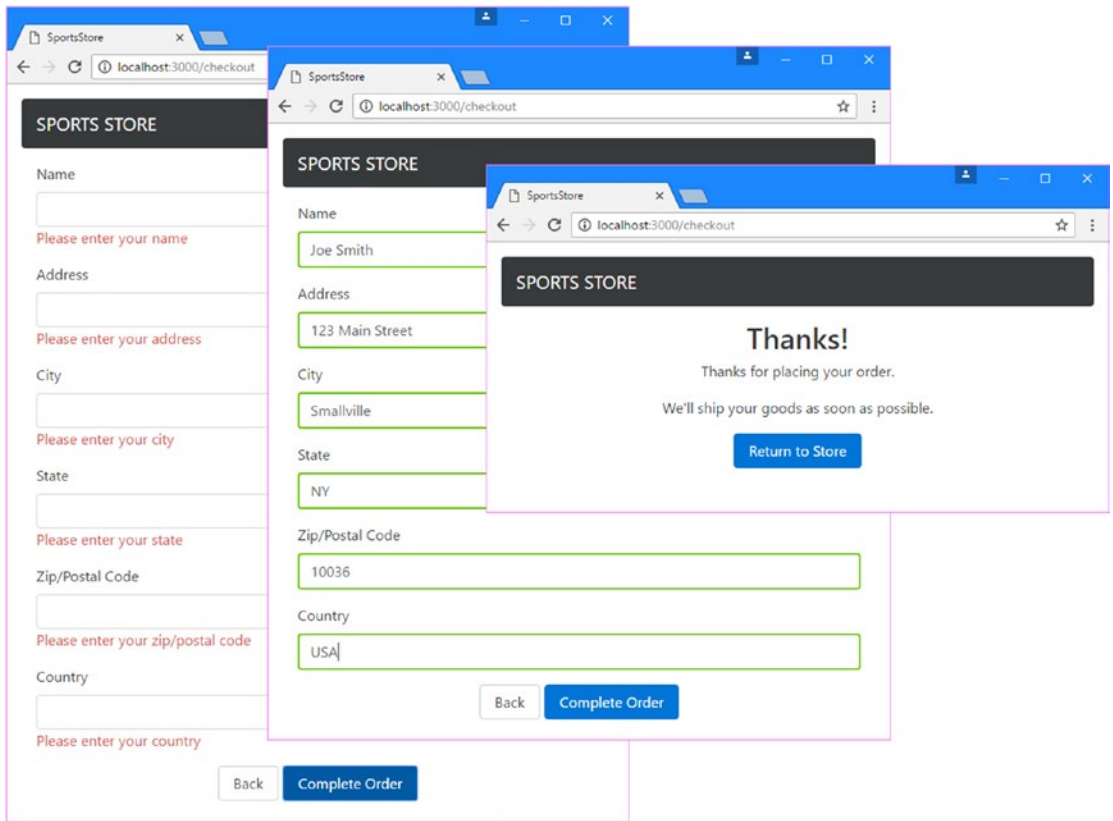 SportsStore
localhost:3000/checkout
SPORTS STORE
Name
Please enter your name
Address
Please enter your address
City
Please enter your city
State
Please enter your state
Zip/Postal Code
Please enter your zip/postal code
Country
Please enter your country
Back
Complete Order
SportsStore
localhost:3000/checkout
SPORTS STORE
Name
Joe Smith
Address
123 Main Street
City
Smallville
State
NY
Zip/Postal Code
10036
Country
USA
Back
Complete Order
SportsStore
localhost:3000/checkout
SPORTS STORE
Thanks!
Thanks for placing your order.
We'll ship your goods as soon as possible.
Return to Store